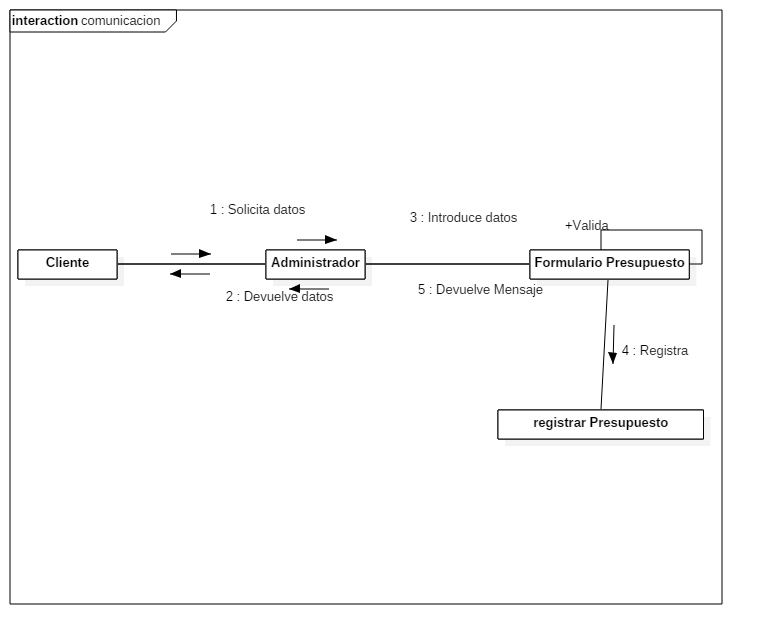 interaction comunicacion
1 : Solicita datos
3 : Introduce datos
+Valida
Cliente
Administrador
Formulario Presupuesto
2 : Devuelve datos
5 : Devuelve Mensaje
4 : Registra
registrar Presupuesto